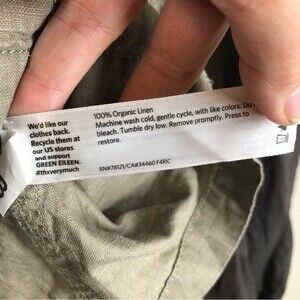 We'd like our
clothes back.
Recycle them at
our US stores
and support
GREEN EILEEN.
#thxverymuch
100% Organic Linen
Machine wash cold, gentle cycle, with like colors. Do
bleach. Tumble dry low. Remove promptly. Press to
restore.
RN#78121/CA#34460 F4RIC